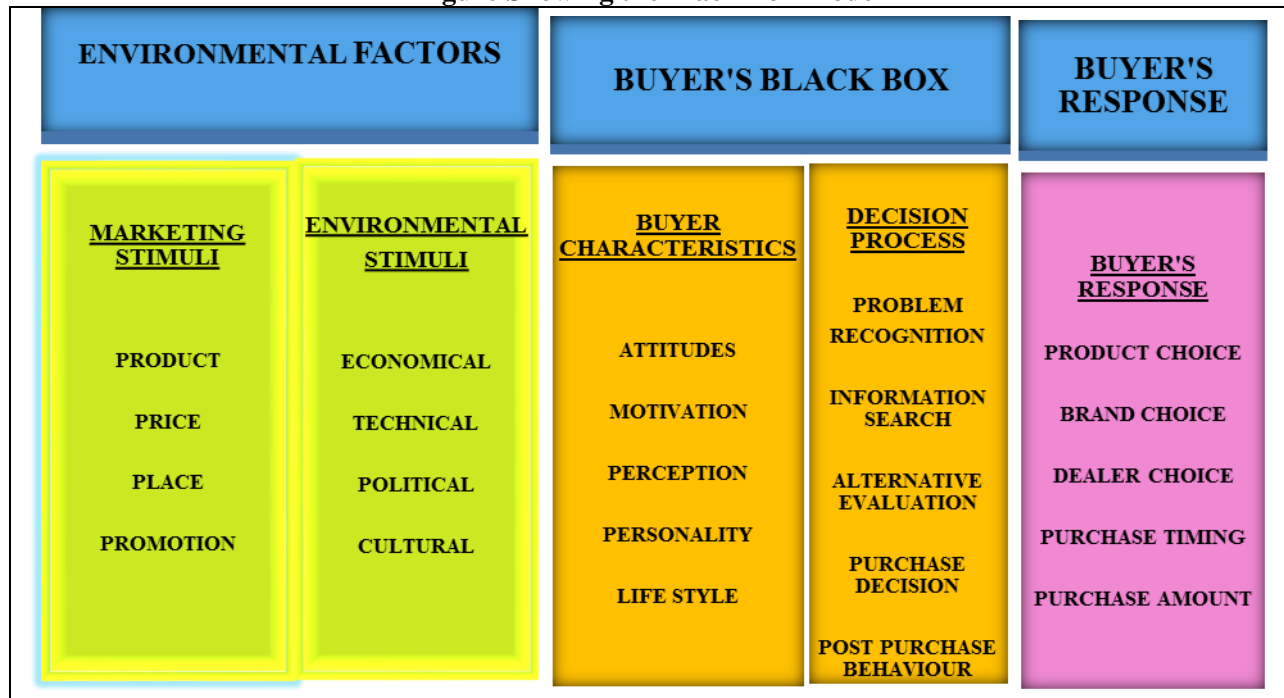 ENVIRONMENTAL FACTORS
BUYER'S BLACK BOX
BUYER'S
RESPONSE
MARKETING
STIMULI
PRODUCT
PRICE
PLACE
PROMOTION
ENVIRONMENTAL
STIMULI
ECONOMICAL
TECHNICAL
POLITICAL
CULTURAL
BUYER
CHARACTERISTICS
ATTITUDES
MOTIVATION
PERCEPTION
PERSONALITY
LIFE STYLE
DECISION
PROCESS
PROBLEM
RECOGNITION
INFORMATION
SEARCH
ALTERNATIVE
EVALUATION
PURCHASE
DECISION
POST PURCHASE
BEHAVIOUR
BUYER'S
RESPONSE
PRODUCT CHOICE
BRAND CHOICE
DEALER CHOICE
PURCHASE TIMING
PURCHASE AMOUNT